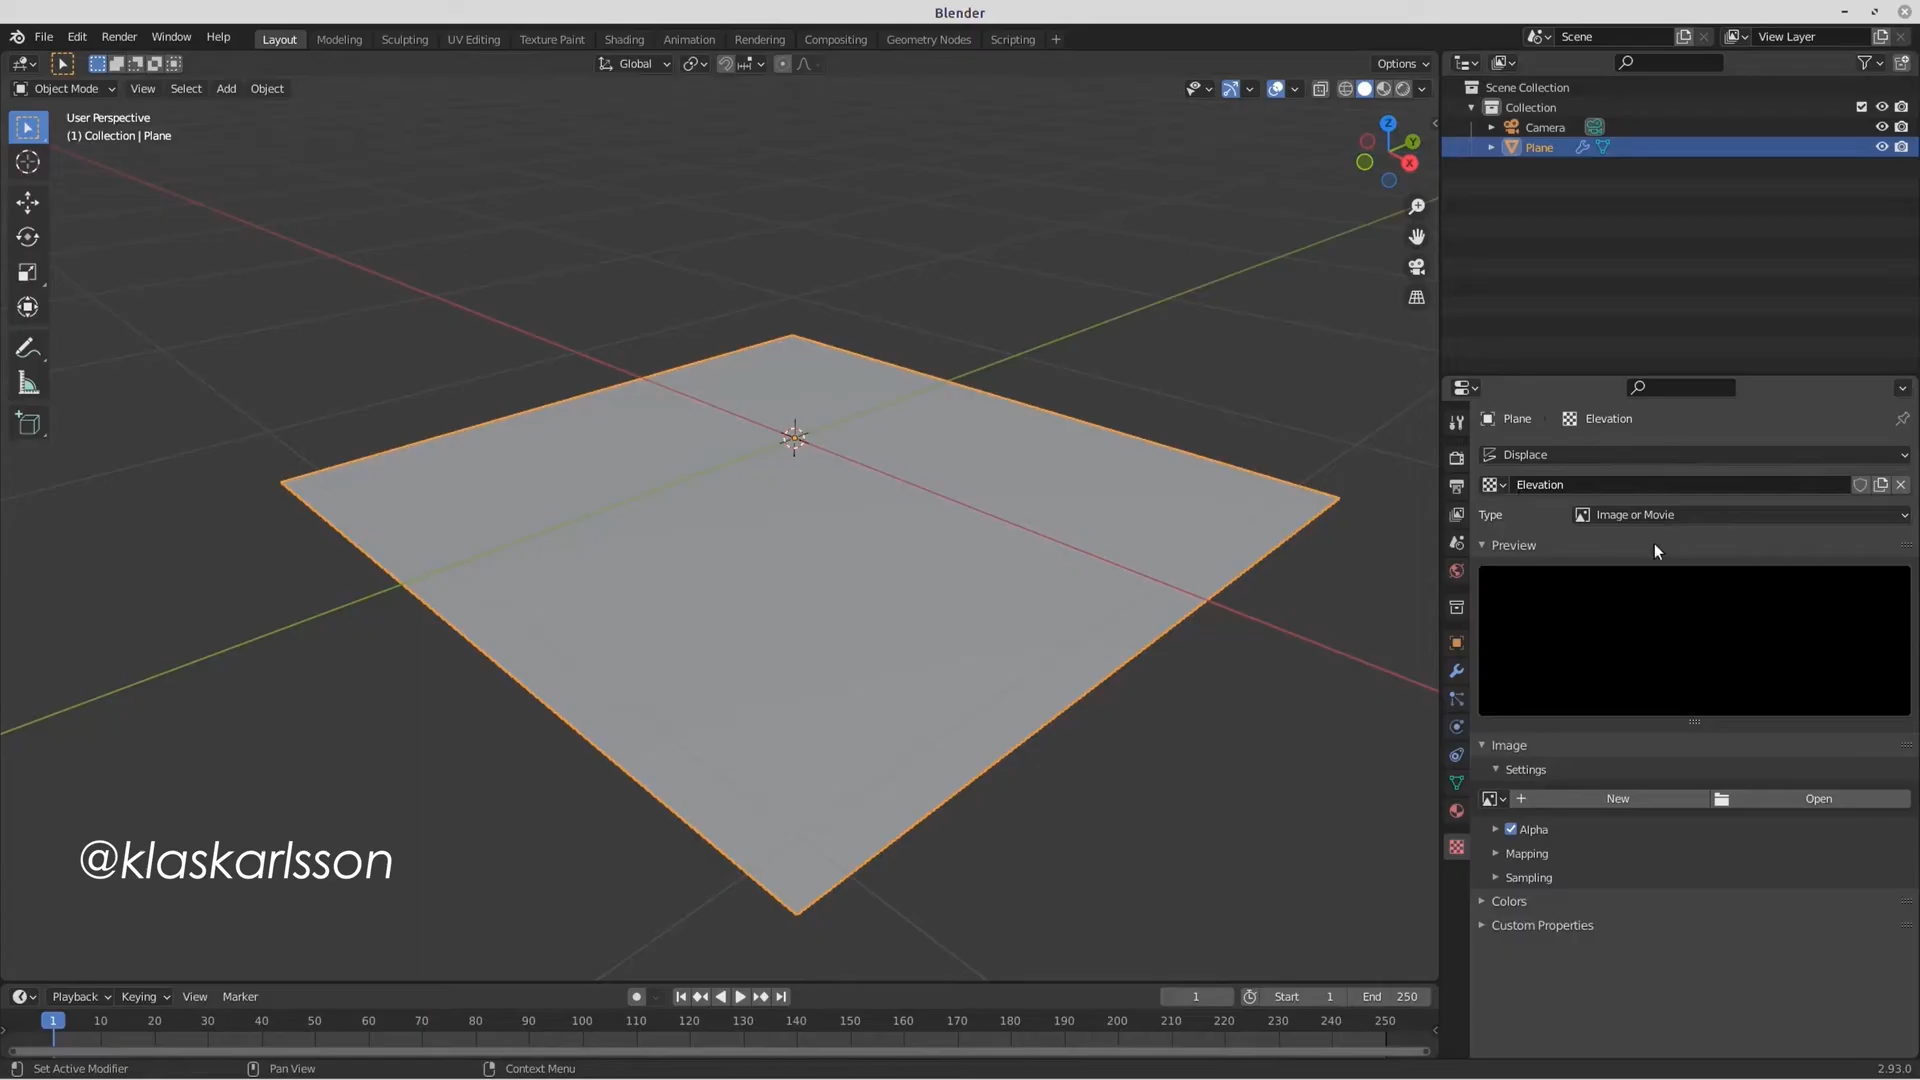 Blender
File Edit Render Window Help
Layout Modeling Sculpting UV Editing Texture Paint Shading Animation Rendering Compositing Geometry Nodes Scripting +
Scene View Layer
Global Options
Object Mode View Select Add Object
User Perspective
(1) Collection | Plane
Z
Y
X
Scene Collection
Collection
Camera
Plane
Plane Elevation
Displace
Elevation
Type Image or Movie
Preview
Image
Settings
+ New Open
Alpha
Mapping
Sampling
Colors
Custom Properties
@klaskarlsson
Playback Keying View Marker 1 Start 1 End 250
1 10 20 30 40 50 60 70 80 90 100 110 120 130 140 150 160 170 180 190 200 210 220 230 240 250
Set Active Modifier Pan View Context Menu 2.93.0